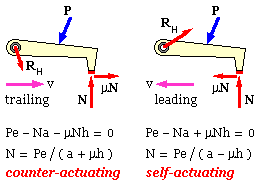 P P
R_H R_H
μN μN
v N v N
trailing leading
Pe – Na – μNh = 0 Pe – Na + μNh = 0
N = Pe / ( a + μh ) N = Pe / ( a – μh )
counter-actuating self-actuating